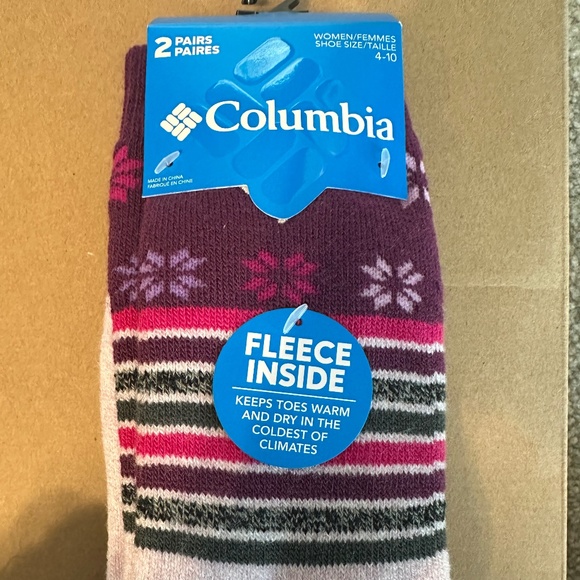 2 PAIRS
PAIRES
WOMEN/FEMMES
SHOE SIZE/TAILLE
4-10
Columbia
MADE IN CHINA
FABRIQUÉ EN CHINE
FLEECE
INSIDE
KEEPS TOES WARM
AND DRY IN THE
COLDEST OF
CLIMATES